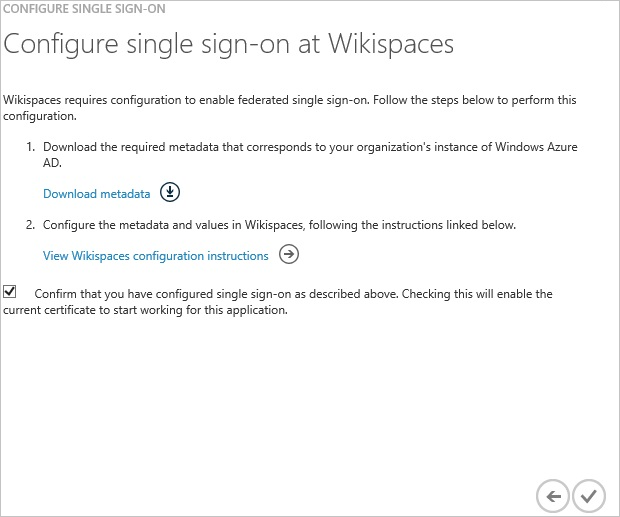 CONFIGURE SINGLE SIGN-ON
Configure single sign-on at Wikispaces
Wikispaces requires configuration to enable federated single sign-on. Follow the steps below to perform this
configuration.
1. Download the required metadata that corresponds to your organization's instance of Windows Azure
AD.
Download metadata
2. Configure the metadata and values in Wikispaces, following the instructions linked below.
View Wikispaces configuration instructions
Confirm that you have configured single sign-on as described above. Checking this will enable the
current certificate to start working for this application.